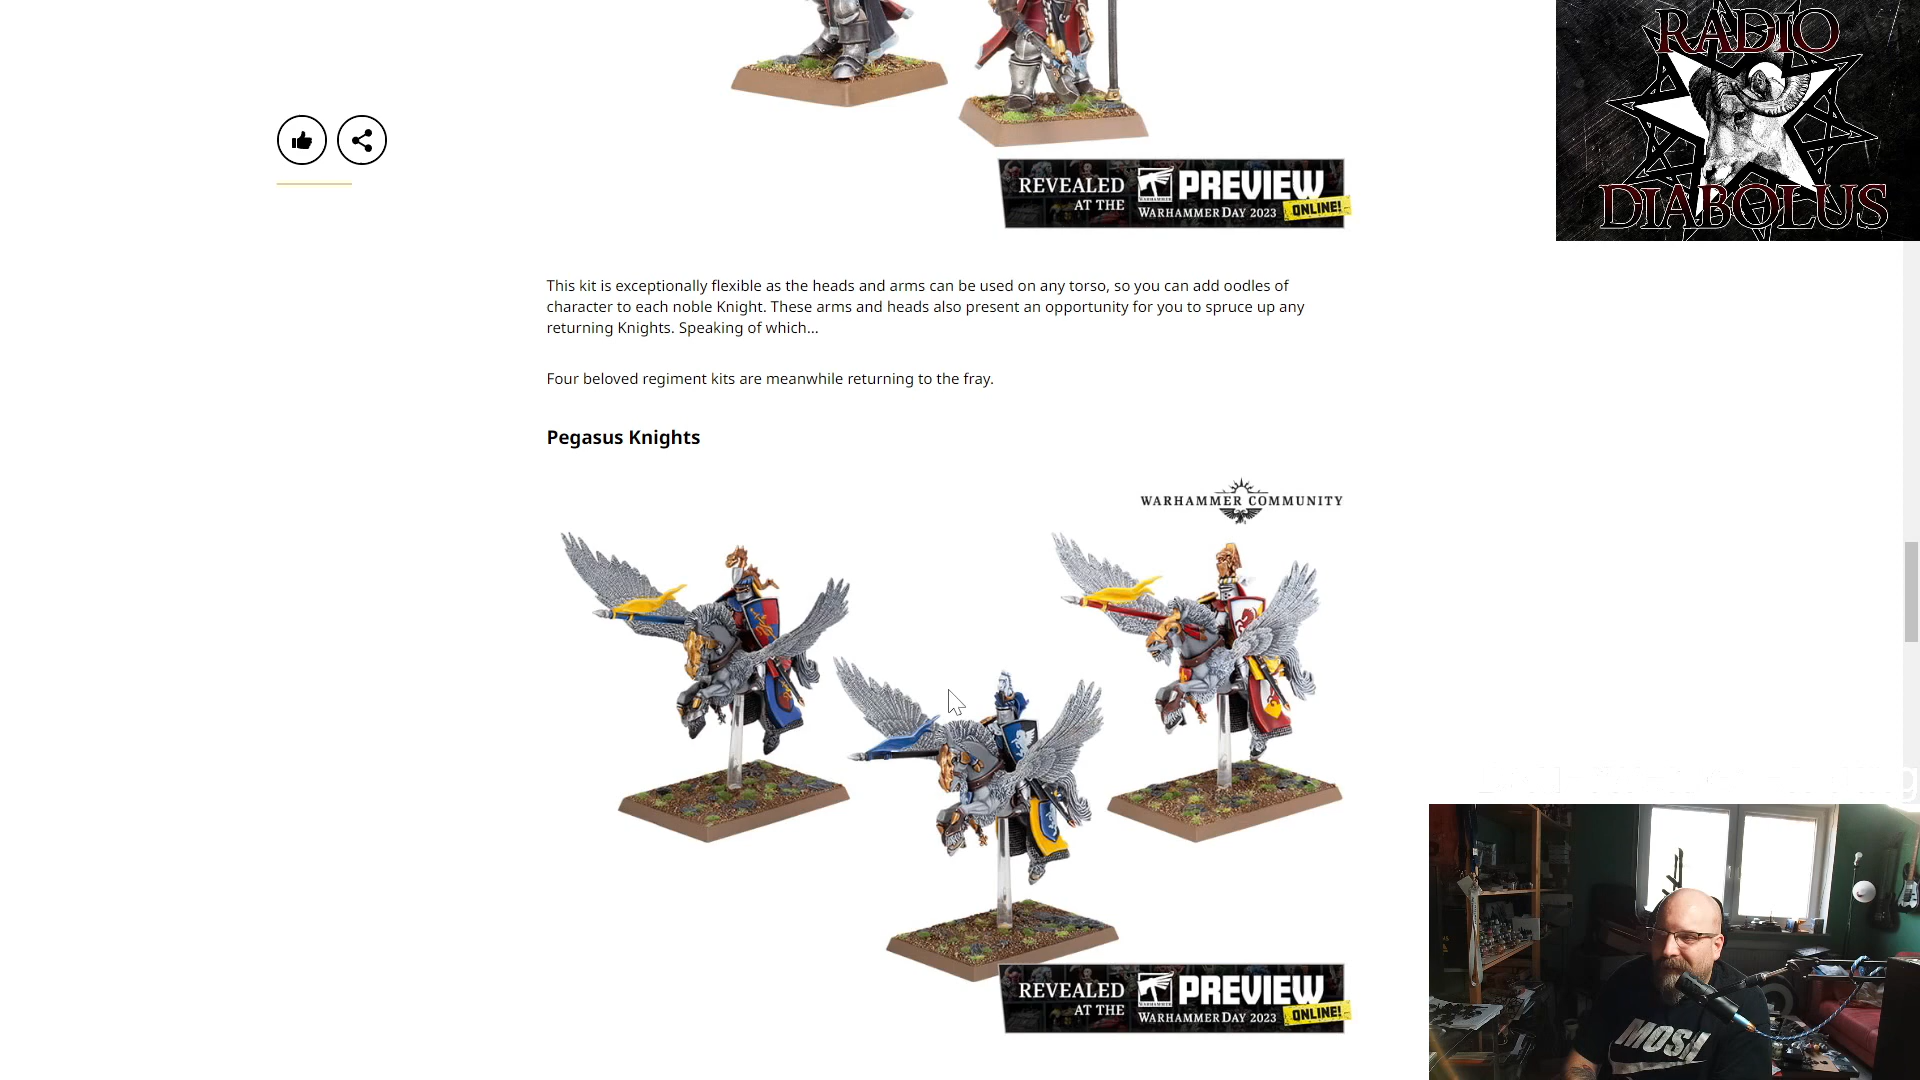 RADIO
DIABOLUS
REVEALED
AT THE
PREVIEW
WARHAMMER DAY 2023
ONLINE!
This kit is exceptionally flexible as the heads and arms can be used on any torso, so you can add oodles of
character to each noble Knight. These arms and heads also present an opportunity for you to spruce up any
returning Knights. Speaking of which…
Four beloved regiment kits are meanwhile returning to the fray.
Pegasus Knights
WARHAMMER COMMUNITY
REVEALED
AT THE
PREVIEW
WARHAMMER DAY 2023
ONLINE!
MOSH